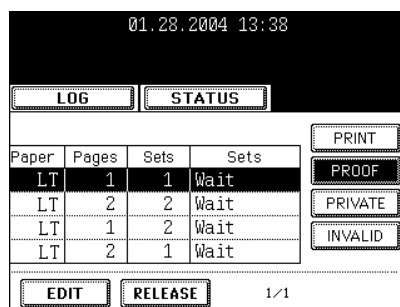 01.28.2004 13:38
LOG STATUS
PRINT
Paper Pages Sets Sets
PROOF
LT 1 1 Wait
LT 2 2 Wait
PRIVATE
LT 1 2 Wait
INVALID
LT 2 1 Wait
EDIT RELEASE 1/1